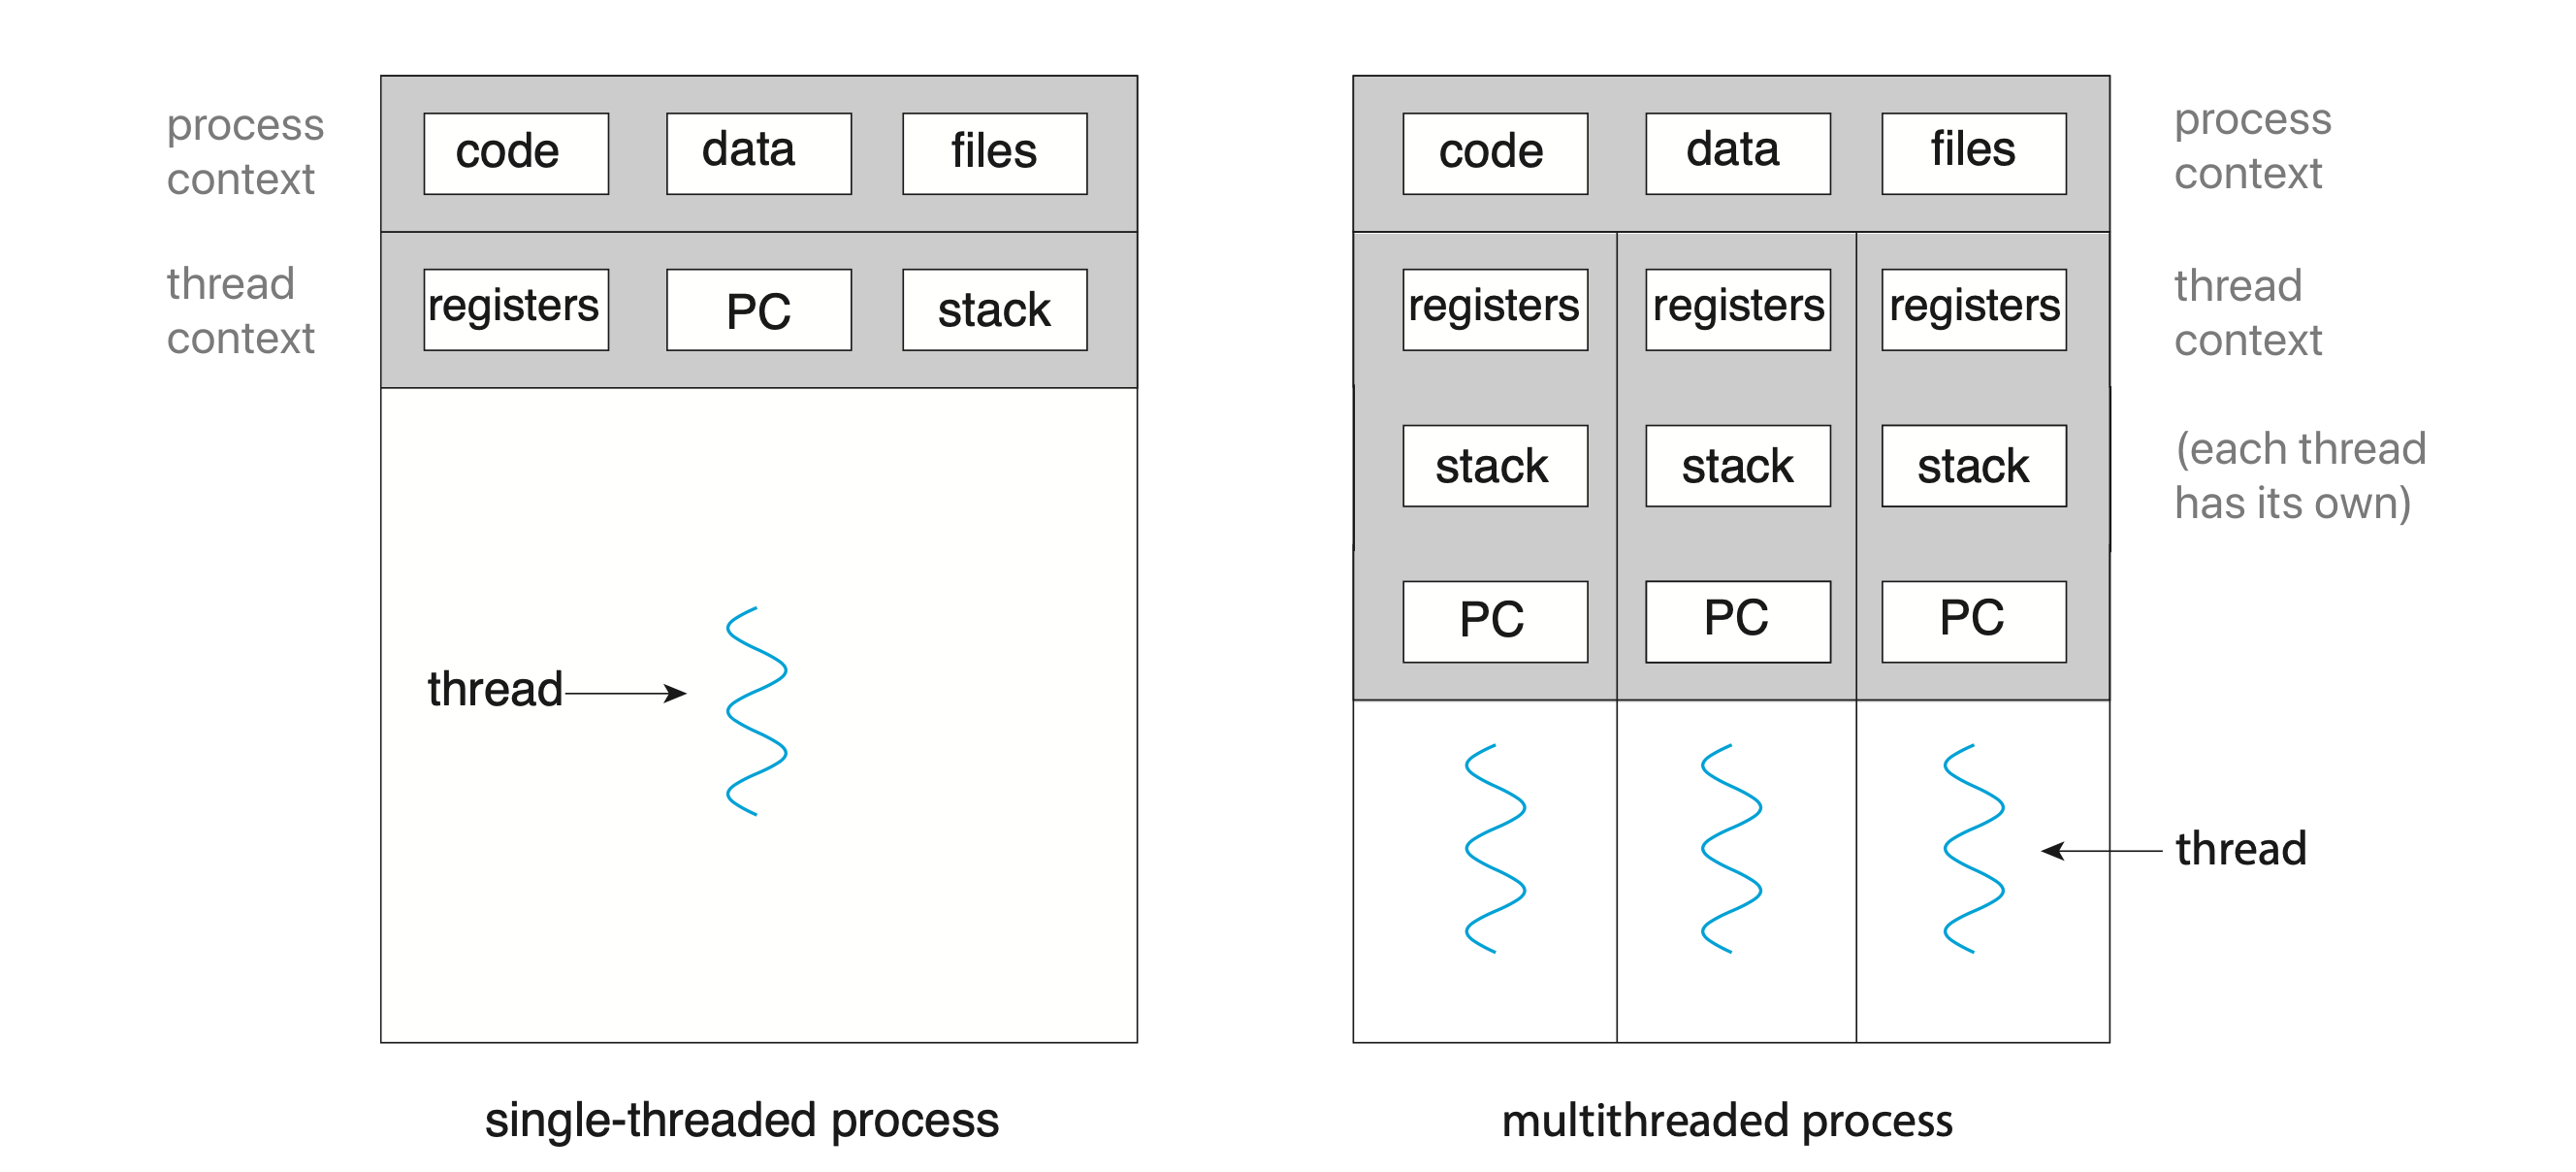 process
context
code
data
files
thread
context
registers
PC
stack
thread
single-threaded process
code
data
files
process
context
registers
registers
registers
thread
context
stack
stack
stack
(each thread
has its own)
PC
PC
PC
thread
multithreaded process